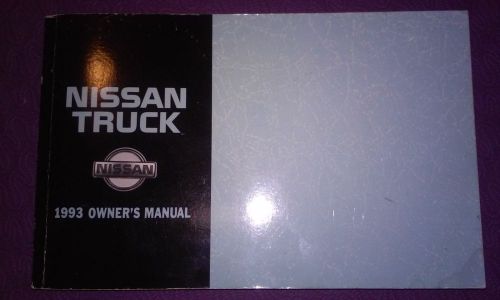 NISSAN
TRUCK
NISSAN
1993 OWNER'S MANUAL